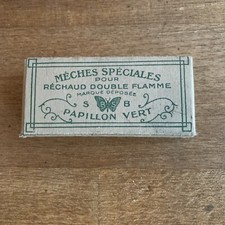 MÈCHES SPÉCIALES
POUR
RÉCHAUD DOUBLE FLAMME
MARQUE DÉPOSÉE
5 B
PAPILLON VERT